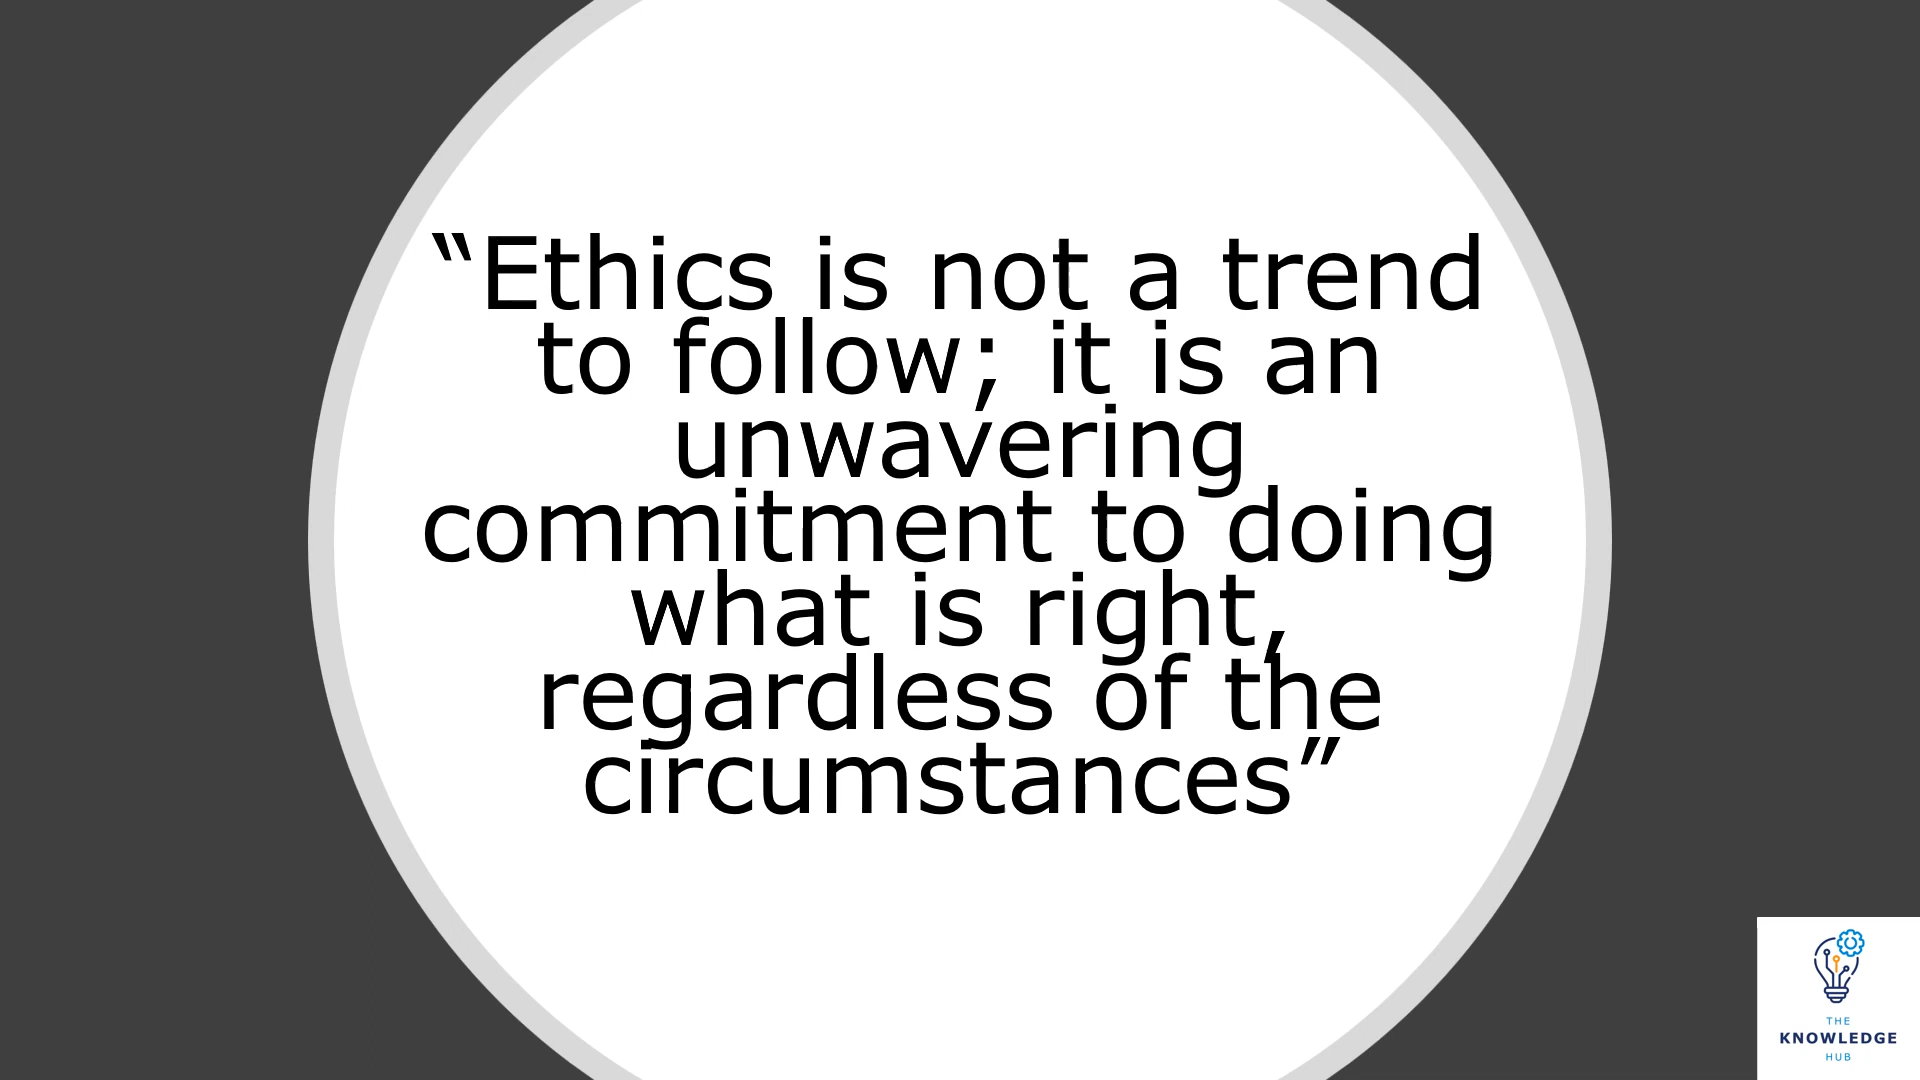 “Ethics is not a trend
to follow; it is an
unwavering
commitment to doing
what is right,
regardless of the
circumstances”
THE
KNOWLEDGE
HUB